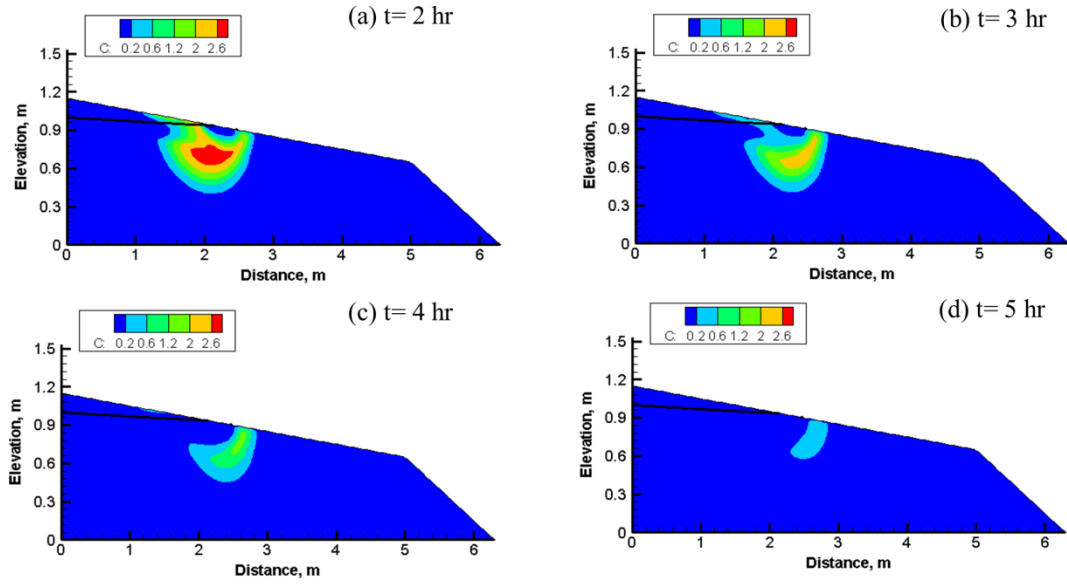 (a) t= 2 hr
C: 0.2 0.6 1.2 2 2.6
1.5
1.2
0.9
0.6
0.3
0
Elevation, m
0 1 2 3 4 5 6
Distance, m
(b) t= 3 hr
C: 0.2 0.6 1.2 2 2.6
1.5
1.2
0.9
0.6
0.3
0
Elevation, m
0 1 2 3 4 5 6
Distance, m
(c) t= 4 hr
C: 0.2 0.6 1.2 2 2.6
1.5
1.2
0.9
0.6
0.3
0
Elevation, m
0 1 2 3 4 5 6
Distance, m
(d) t= 5 hr
C: 0.2 0.6 1.2 2 2.6
1.5
1.2
0.9
0.6
0.3
0
Elevation, m
0 1 2 3 4 5 6
Distance, m